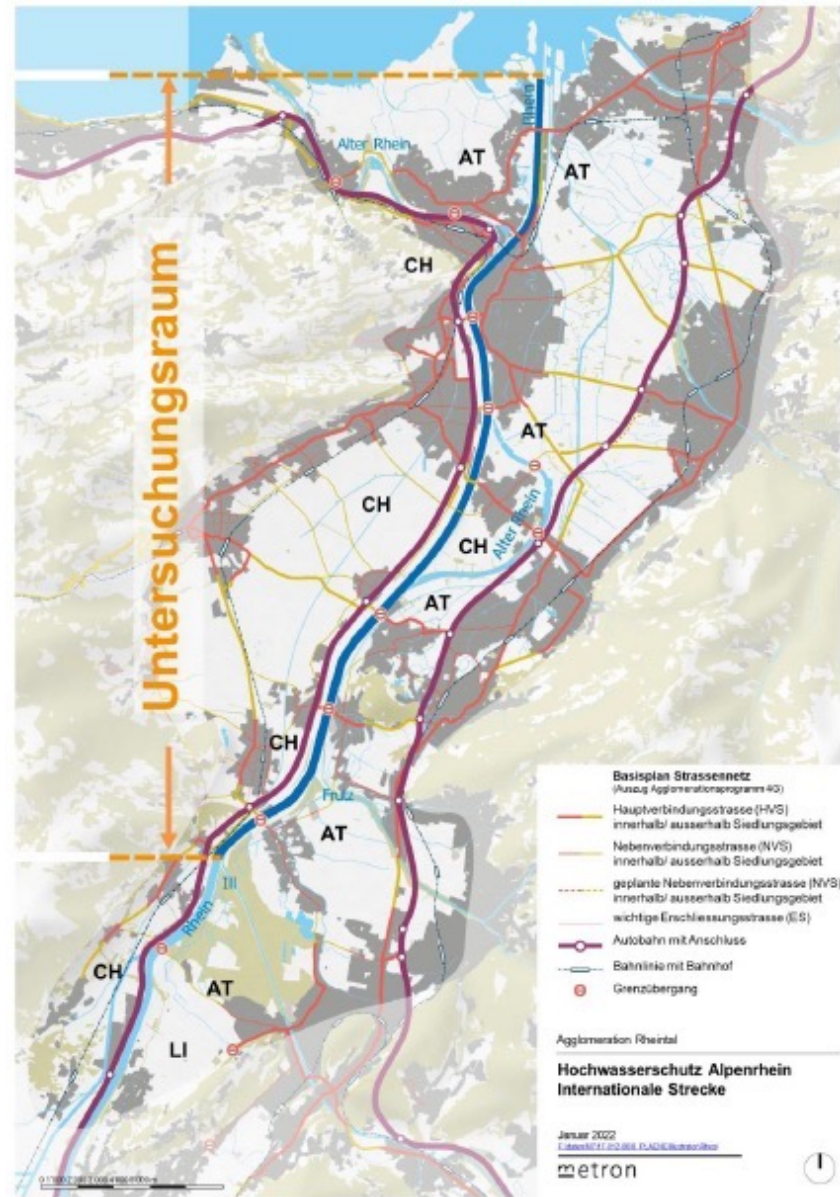 Rhein
Alter Rhein
AT
AT
CH
Untersuchungsraum
AT
CH
CH
Alter Rhein
AT
CH
Frutz
AT
Ill
Rhein
CH
AT
LI
Basisplan Strassennetz
(Auszug Agglomerationsprogramm 4G)
Hauptverbindungsstrasse (HVS)
innerhalb/ ausserhalb Siedlungsgebiet
Nebenverbindungsstrasse (NVS)
innerhalb/ ausserhalb Siedlungsgebiet
geplante Nebenverbindungsstrasse (NVS)
innerhalb/ ausserhalb Siedlungsgebiet
wichtige Erschliessungsstrasse (ES)
Autobahn mit Anschluss
Bahnlinie mit Bahnhof
Grenzübergang
Agglomeration Rheintal
Hochwasserschutz Alpenrhein
Internationale Strecke
Januar 2022
metron